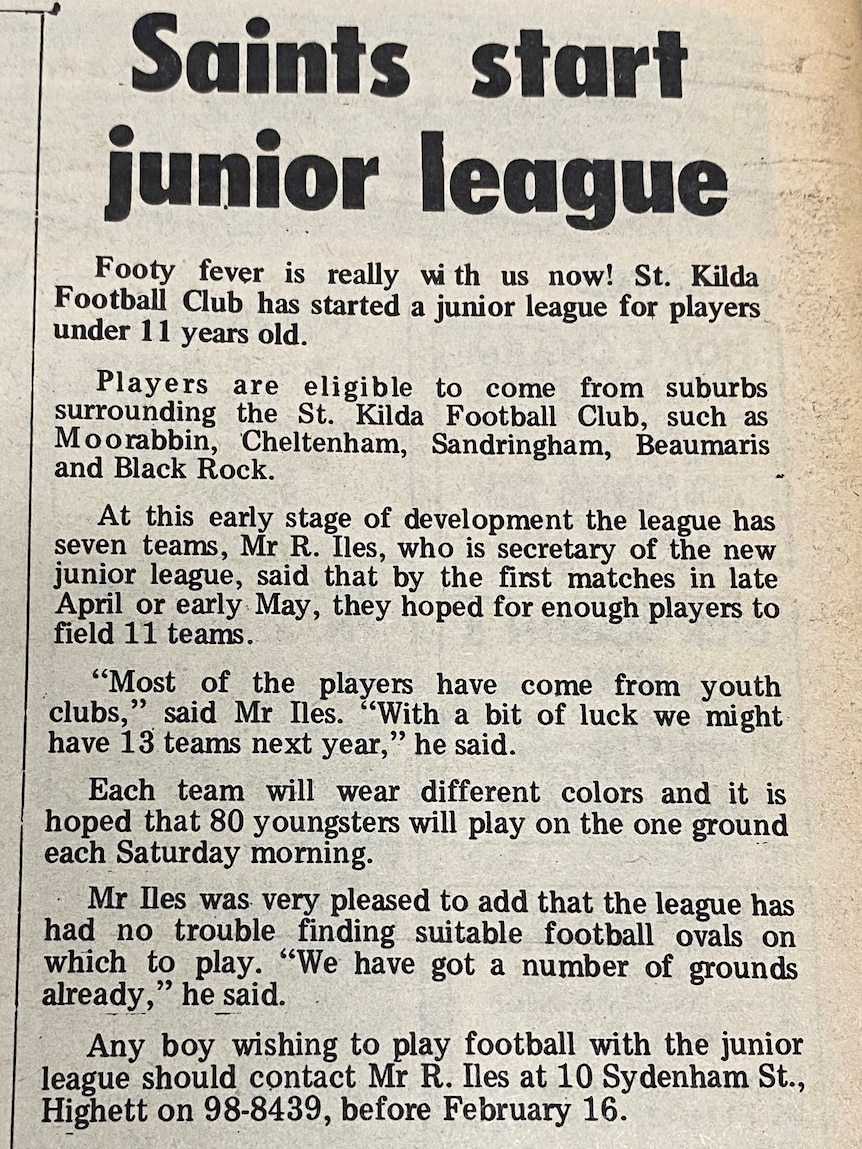 Saints start
junior league
Footy fever is really with us now! St. Kilda
Football Club has started a junior league for players
under 11 years old.
Players are eligible to come from suburbs
surrounding the St. Kilda Football Club, such as
Moorabbin, Cheltenham, Sandringham, Beaumaris
and Black Rock.
At this early stage of development the league has
seven teams, Mr R. Iles, who is secretary of the new
junior league, said that by the first matches in late
April or early May, they hoped for enough players to
field 11 teams.
“Most of the players have come from youth
clubs,” said Mr Iles. “With a bit of luck we might
have 13 teams next year,” he said.
Each team will wear different colors and it is
hoped that 80 youngsters will play on the one ground
each Saturday morning.
Mr Iles was very pleased to add that the league has
had no trouble finding suitable football ovals on
which to play. “We have got a number of grounds
already,” he said.
Any boy wishing to play football with the junior
league should contact Mr R. Iles at 10 Sydenham St.,
Highett on 98-8439, before February 16.